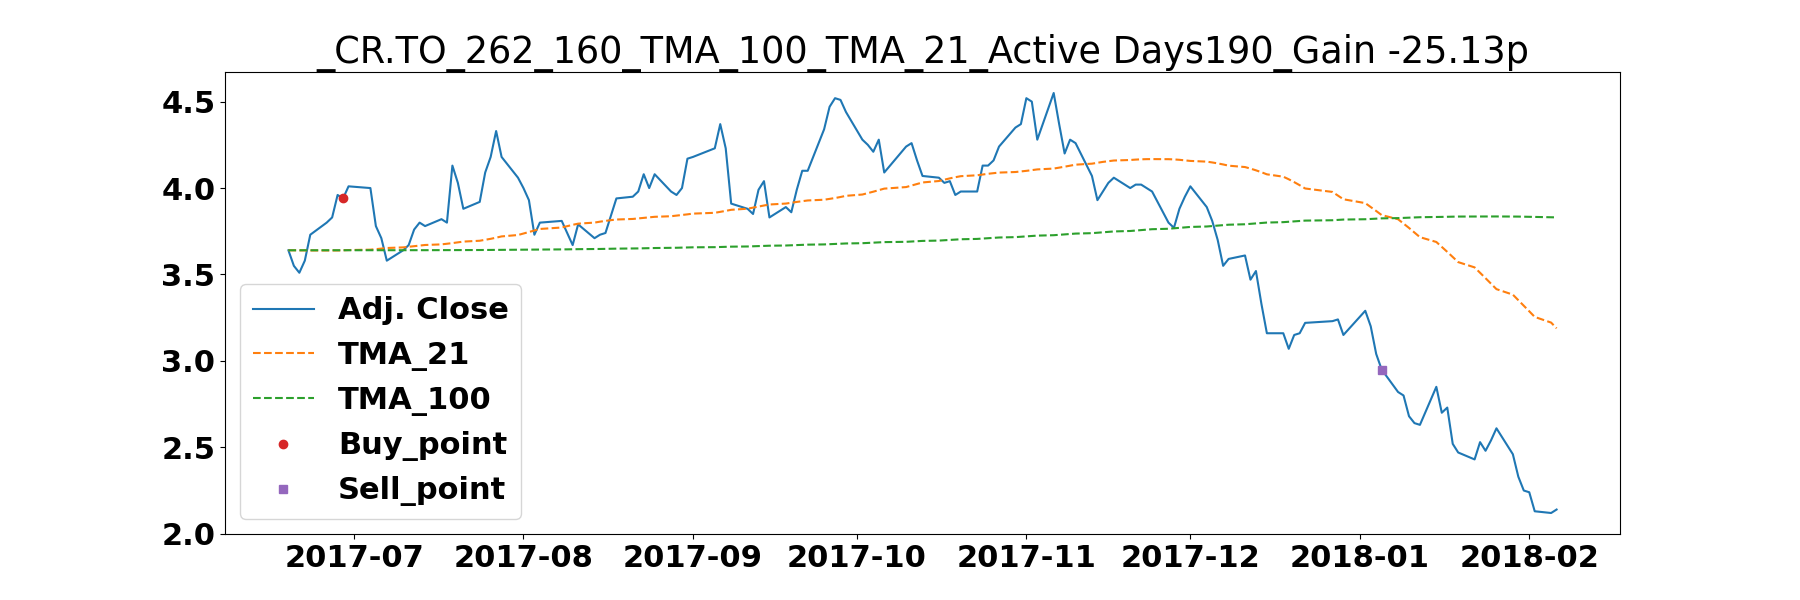 _CR.TO_262_160_TMA_100_TMA_21_Active Days190_Gain -25.13p
4.5
4.0
3.5
3.0
2.5
2.0
Adj. Close
TMA_21
TMA_100
Buy_point
Sell_point
2017-07 2017-08 2017-09 2017-10 2017-11 2017-12 2018-01 2018-02